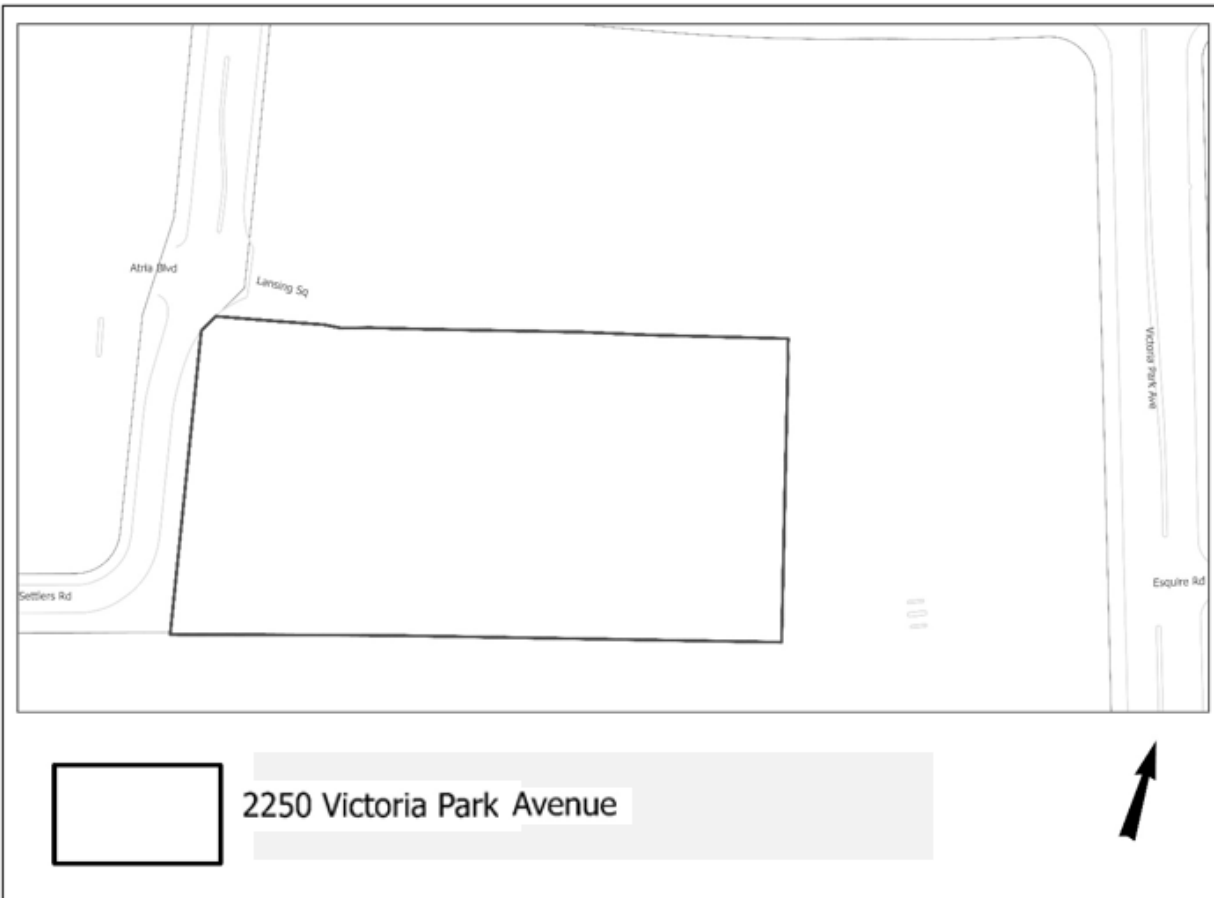 Atria Blvd
Lansing Sq
Victoria Park Ave
Esquire Rd
Settlers Rd
2250 Victoria Park Avenue